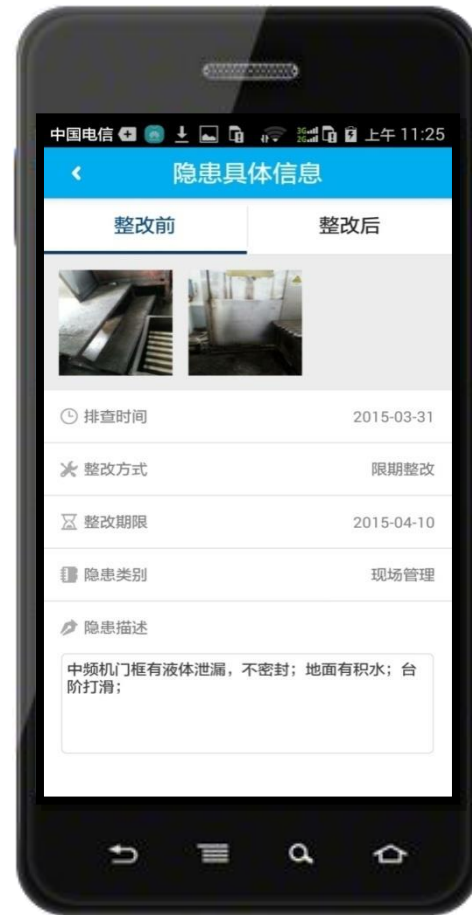 中国电信 3G 2G 上午 11:25
隐患具体信息
整改前 整改后
排查时间 2015-03-31
整改方式 限期整改
整改期限 2015-04-10
隐患类别 现场管理
隐患描述
中频机门框有液体泄漏，不密封；地面有积水；台
阶打滑；